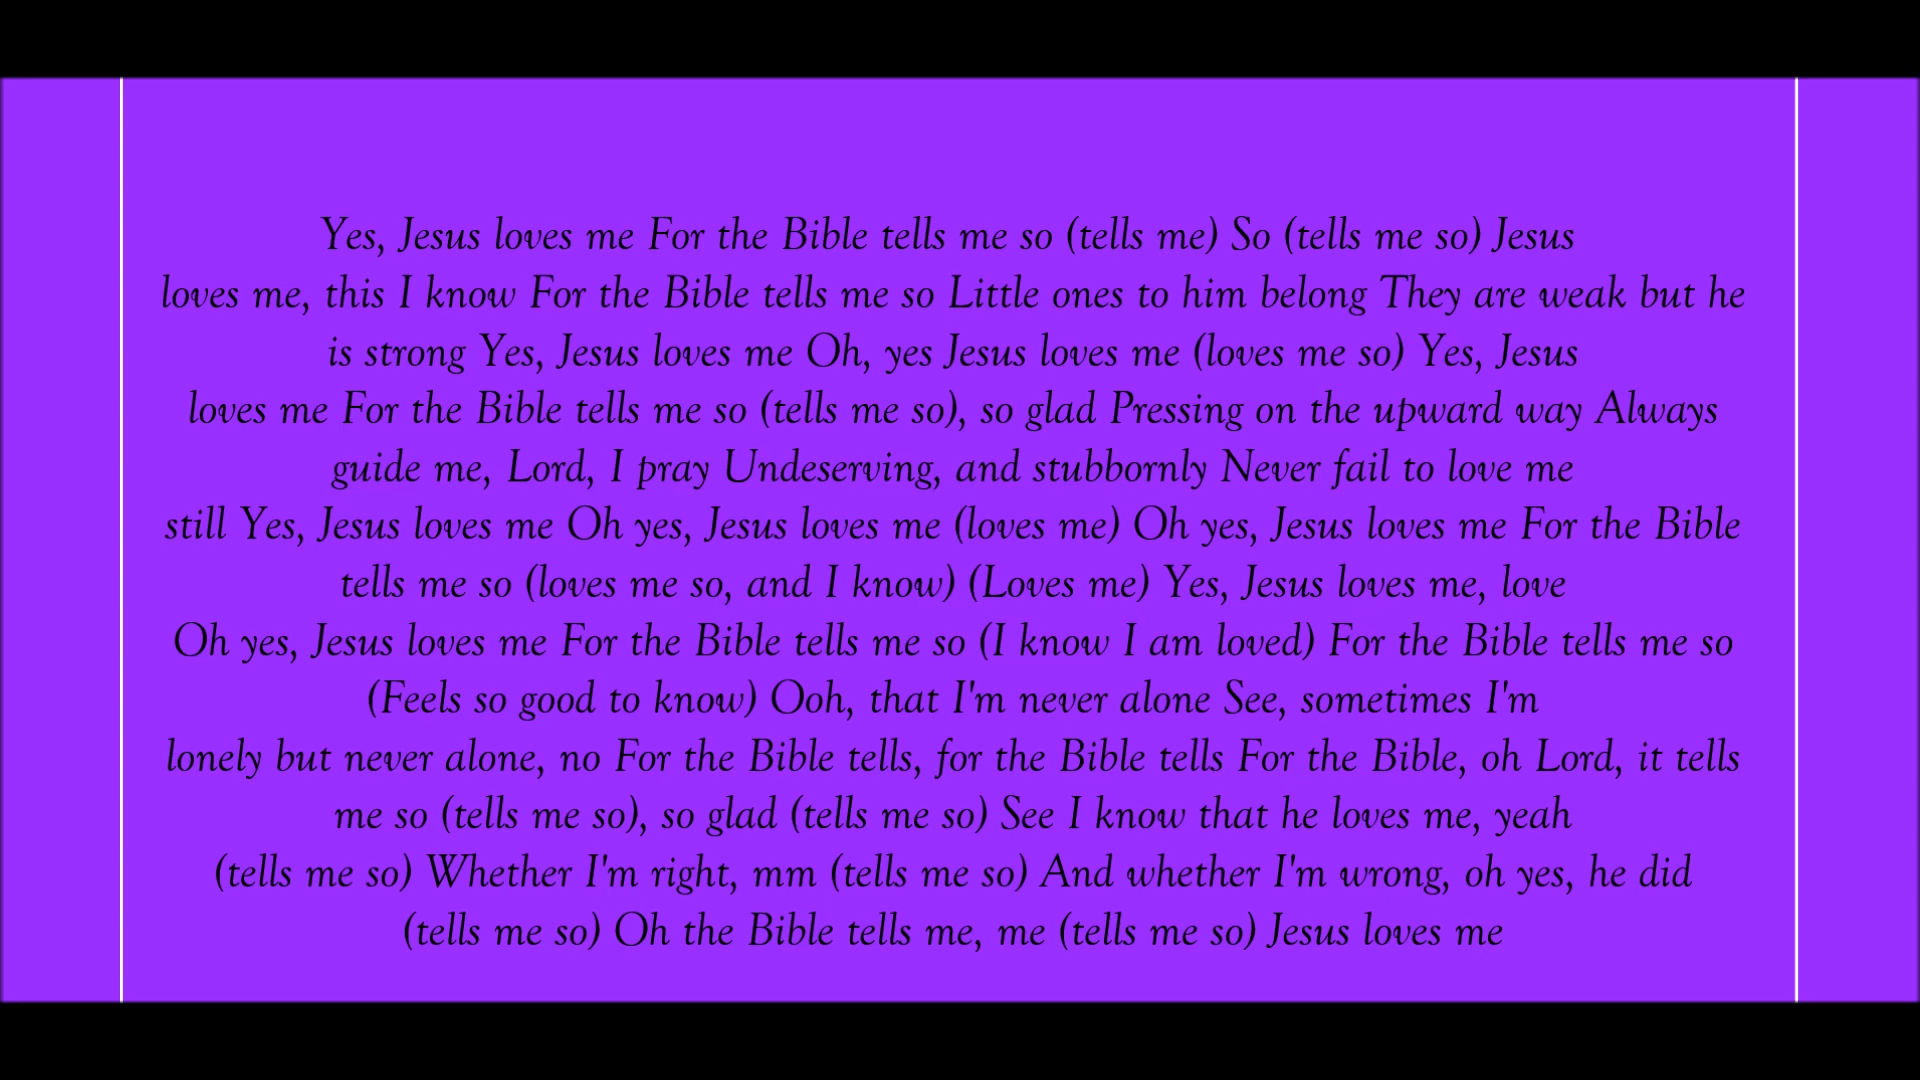 Yes, Jesus loves me For the Bible tells me so (tells me) So (tells me so) Jesus
loves me, this I know For the Bible tells me so Little ones to him belong They are weak but he
is strong Yes, Jesus loves me Oh, yes Jesus loves me (loves me so) Yes, Jesus
loves me For the Bible tells me so (tells me so), so glad Pressing on the upward way Always
guide me, Lord, I pray Undeserving, and stubbornly Never fail to love me
still Yes, Jesus loves me Oh yes, Jesus loves me (loves me) Oh yes, Jesus loves me For the Bible
tells me so (loves me so, and I know) (Loves me) Yes, Jesus loves me, love
Oh yes, Jesus loves me For the Bible tells me so (I know I am loved) For the Bible tells me so
(Feels so good to know) Ooh, that I'm never alone See, sometimes I'm
lonely but never alone, no For the Bible tells, for the Bible tells For the Bible, oh Lord, it tells
me so (tells me so), so glad (tells me so) See I know that he loves me, yeah
(tells me so) Whether I'm right, mm (tells me so) And whether I'm wrong, oh yes, he did
(tells me so) Oh the Bible tells me, me (tells me so) Jesus loves me